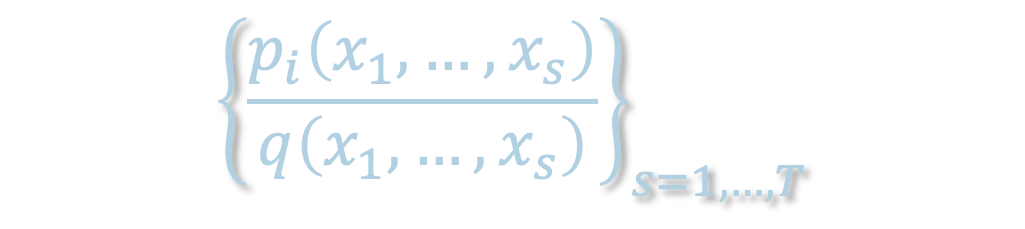 {p_i(x_1, … , x_s) / q(x_1, … , x_s)}_{s=1,…,T}